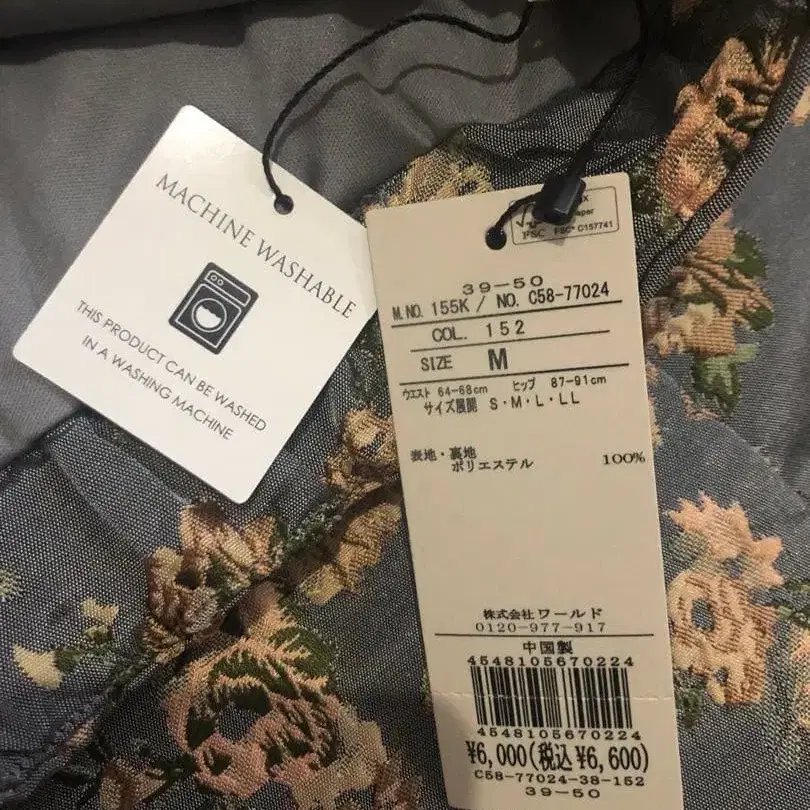 MACHINE WASHABLE
THIS PRODUCT CAN BE WASHED
IN A WASHING MACHINE
FSC
FSC® C157741
39-50
M.NO. 155K / NO. C58-77024
COL. 152
SIZE M
ウエスト 64-68cm ヒップ 87-91cm
サイズ展開 S・M・L・LL
表地・裏地
ポリエステル 100%
株式会社ワールド
0120-977-917
中国製
4548105670224
4548105670224
¥6,000(税込¥6,600)
C58-77024-38-152
39-50